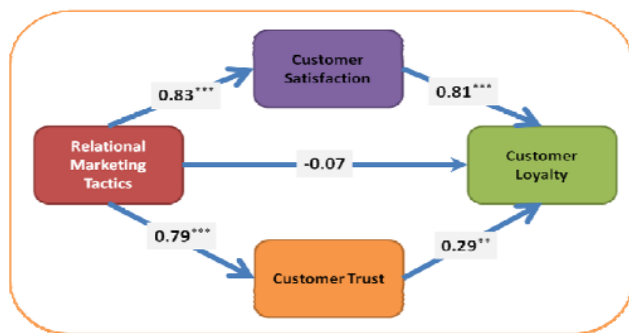 Customer
Satisfaction
0.83***
0.81***
Relational
Marketing
Tactics
-0.07
Customer
Loyalty
0.79***
0.29**
Customer Trust